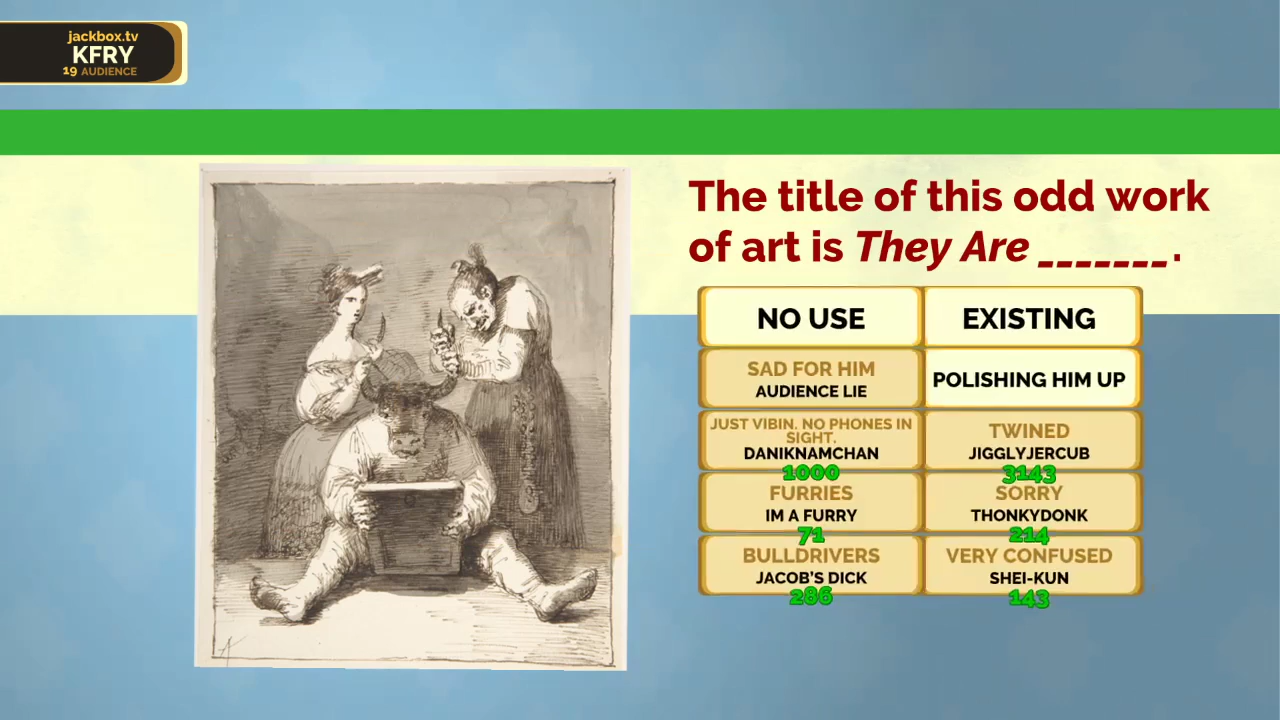 jackbox.tv
KFRY
19 AUDIENCE
The title of this odd work
of art is They Are _______.
NO USE
EXISTING
SAD FOR HIM
AUDIENCE LIE
POLISHING HIM UP
JUST VIBIN. NO PHONES IN
SIGHT.
DANIKNAMCHAN
1000
TWINED
JIGGLYJERCUB
3143
FURRIES
IM A FURRY
71
SORRY
THONKYDONK
214
BULLDRIVERS
JACOB'S DICK
286
VERY CONFUSED
SHEI-KUN
143